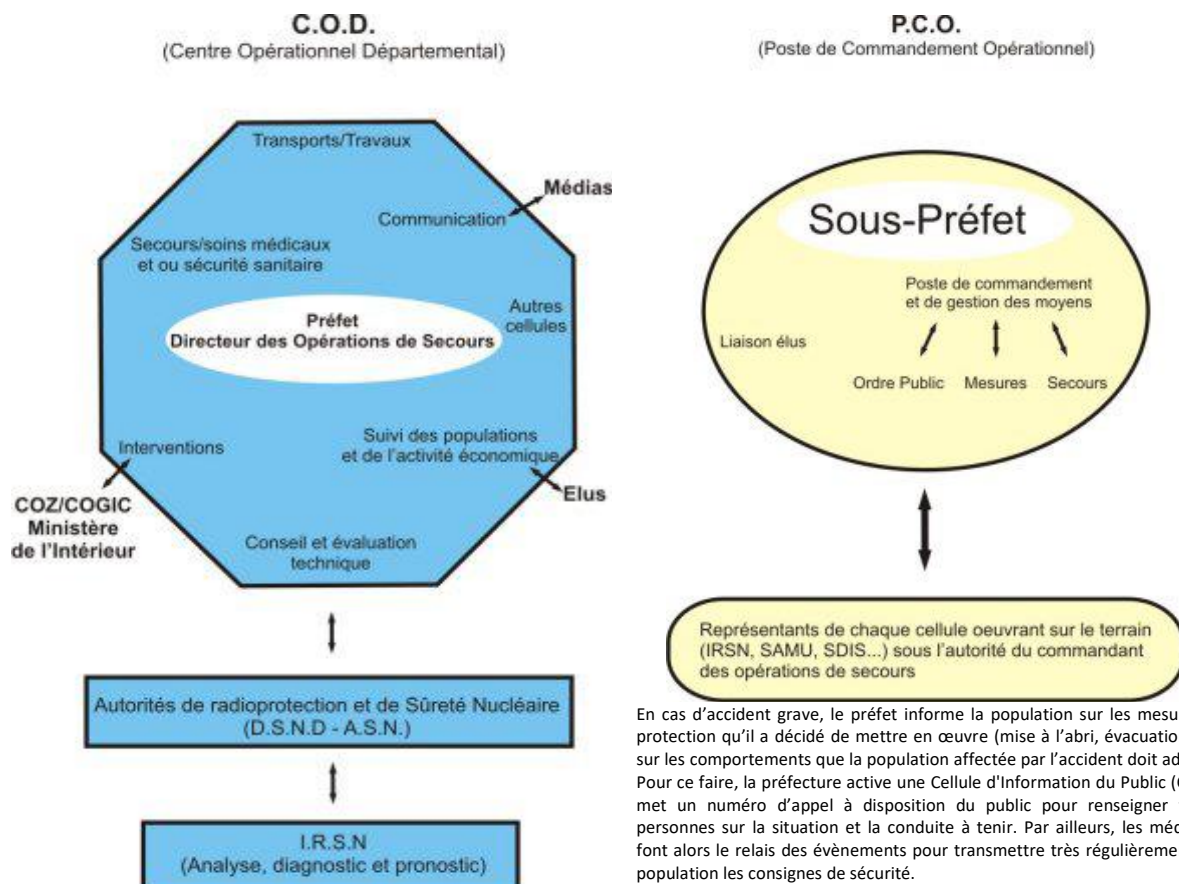 C.O.D.
(Centre Opérationnel Départemental)
Transports/Travaux
Médias
Communication
Secours/soins médicaux
et ou sécurité sanitaire
Autres
cellules
Préfet
Directeur des Opérations de Secours
Suivi des populations
et de l'activité économique
Interventions
Elus
COZ/COGIC
Ministère
de l'Intérieur
Conseil et évaluation
technique
Autorités de radioprotection et de Sûreté Nucléaire
(D.S.N.D - A.S.N.)
I.R.S.N
(Analyse, diagnostic et pronostic)
P.C.O.
(Poste de Commandement Opérationnel)
Sous-Préfet
Poste de commandement
et de gestion des moyens
Liaison élus
Ordre Public Mesures Secours
Représentants de chaque cellule oeuvrant sur le terrain
(IRSN, SAMU, SDIS...) sous l'autorité du commandant
des opérations de secours
En cas d'accident grave, le préfet informe la population sur les
protection qu'il a décidé de mettre en œuvre (mise à l'abri,
sur les comportements que la population affectée par l'accident doit
Pour ce faire, la préfecture active une Cellule d'Information du Public
met un numéro d'appel à disposition du public pour renseigner
personnes sur la situation et la conduite à tenir. Par ailleurs, les
font alors le relais des évènements pour transmettre très
population les consignes de sécurité.